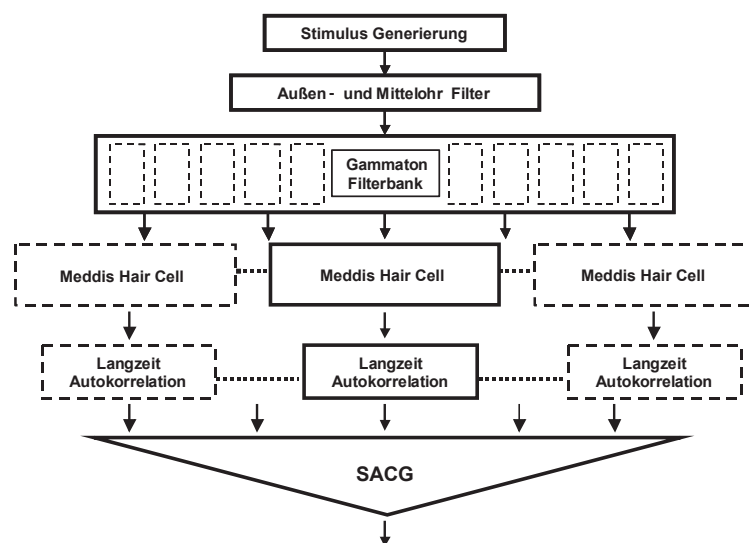 Stimulus Generierung
Außen - und Mittelohr Filter
Gammaton
Filterbank
Meddis Hair Cell
Meddis Hair Cell
Meddis Hair Cell
Langzeit
Autokorrelation
Langzeit
Autokorrelation
Langzeit
Autokorrelation
SACG